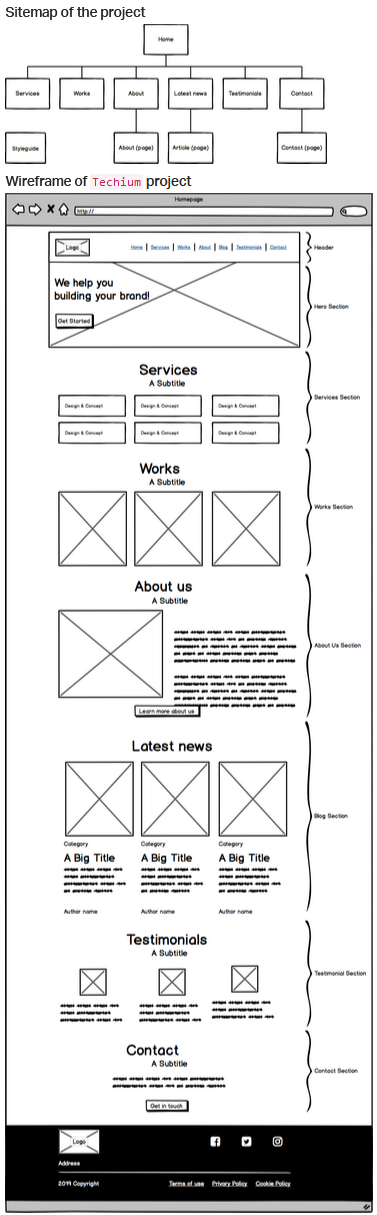 Sitemap of the project
Home
Services Works About Latest news Testimonials Contact
Styleguide About (page) Article (page) Contact (page)
Wireframe of Techium project
Homepage
http://
Logo Home Services Works About Blog Testimonials Contact
Header
We help you
building your brand!
Get Started
Hero Section
Services
A Subtitle
Design & Concept Design & Concept Design & Concept
Design & Concept Design & Concept Design & Concept
Services Section
Works
A Subtitle
Works Section
About us
A Subtitle
Learn more about us
About Us Section
Latest news
Category Category Category
A Big Title A Big Title A Big Title
Author name Author name Author name
Blog Section
Testimonials
A Subtitle
Testimonial Section
Contact
A Subtitle
Get in touch
Contact Section
Logo
Address
2019 Copyright Terms of use Privacy Policy Cookie Policy